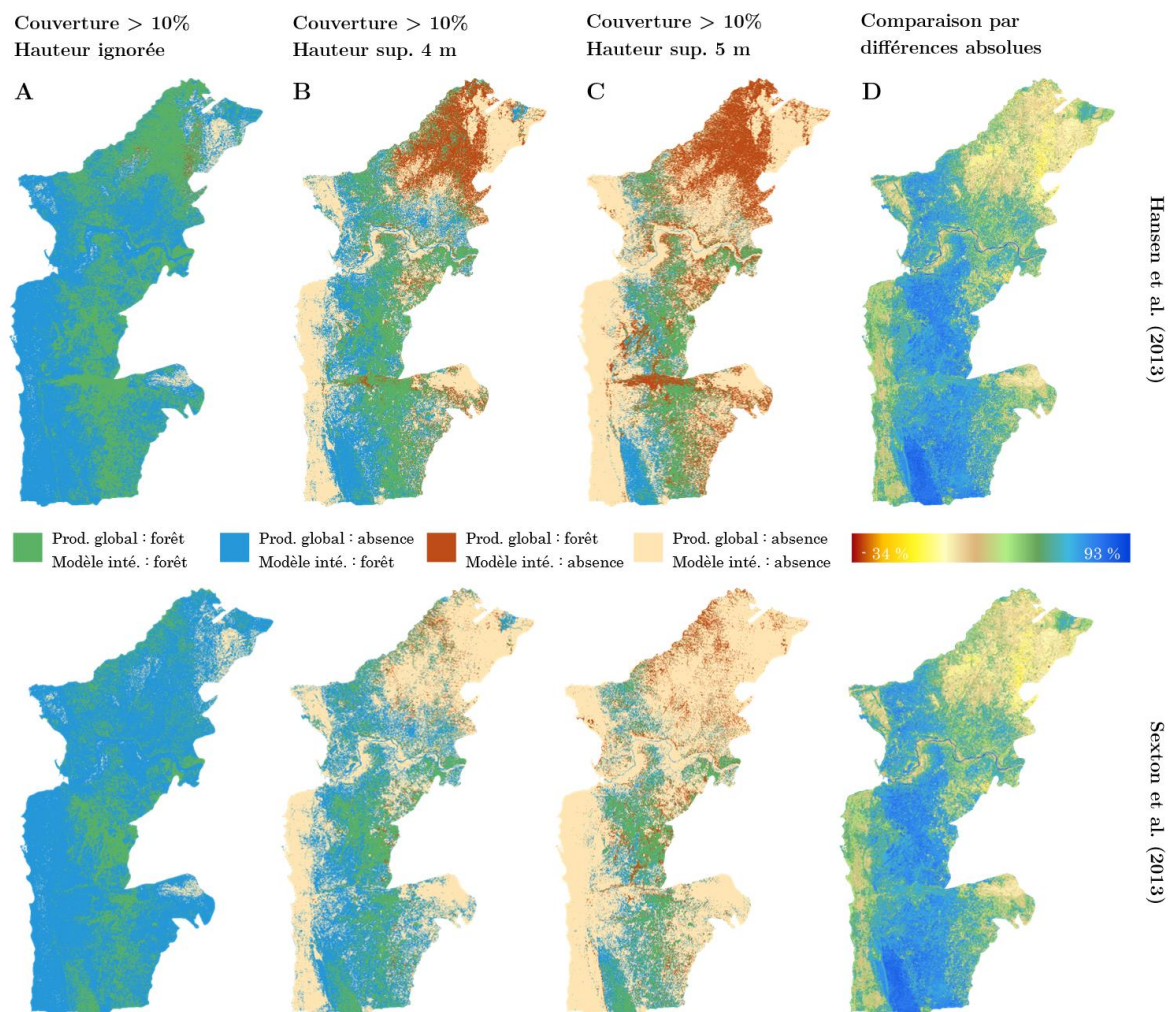 Couverture > 10%
Hauteur ignorée
Couverture > 10%
Hauteur sup. 4 m
Couverture > 10%
Hauteur sup. 5 m
Comparaison par
différences absolues
A
B
C
D
Hansen et al. (2013)
Prod. global : forêt
Modèle inté. : forêt
Prod. global : absence
Modèle inté. : forêt
Prod. global : forêt
Modèle inté. : absence
Prod. global : absence
Modèle inté. : absence
- 34 %
93 %
Sexton et al. (2013)